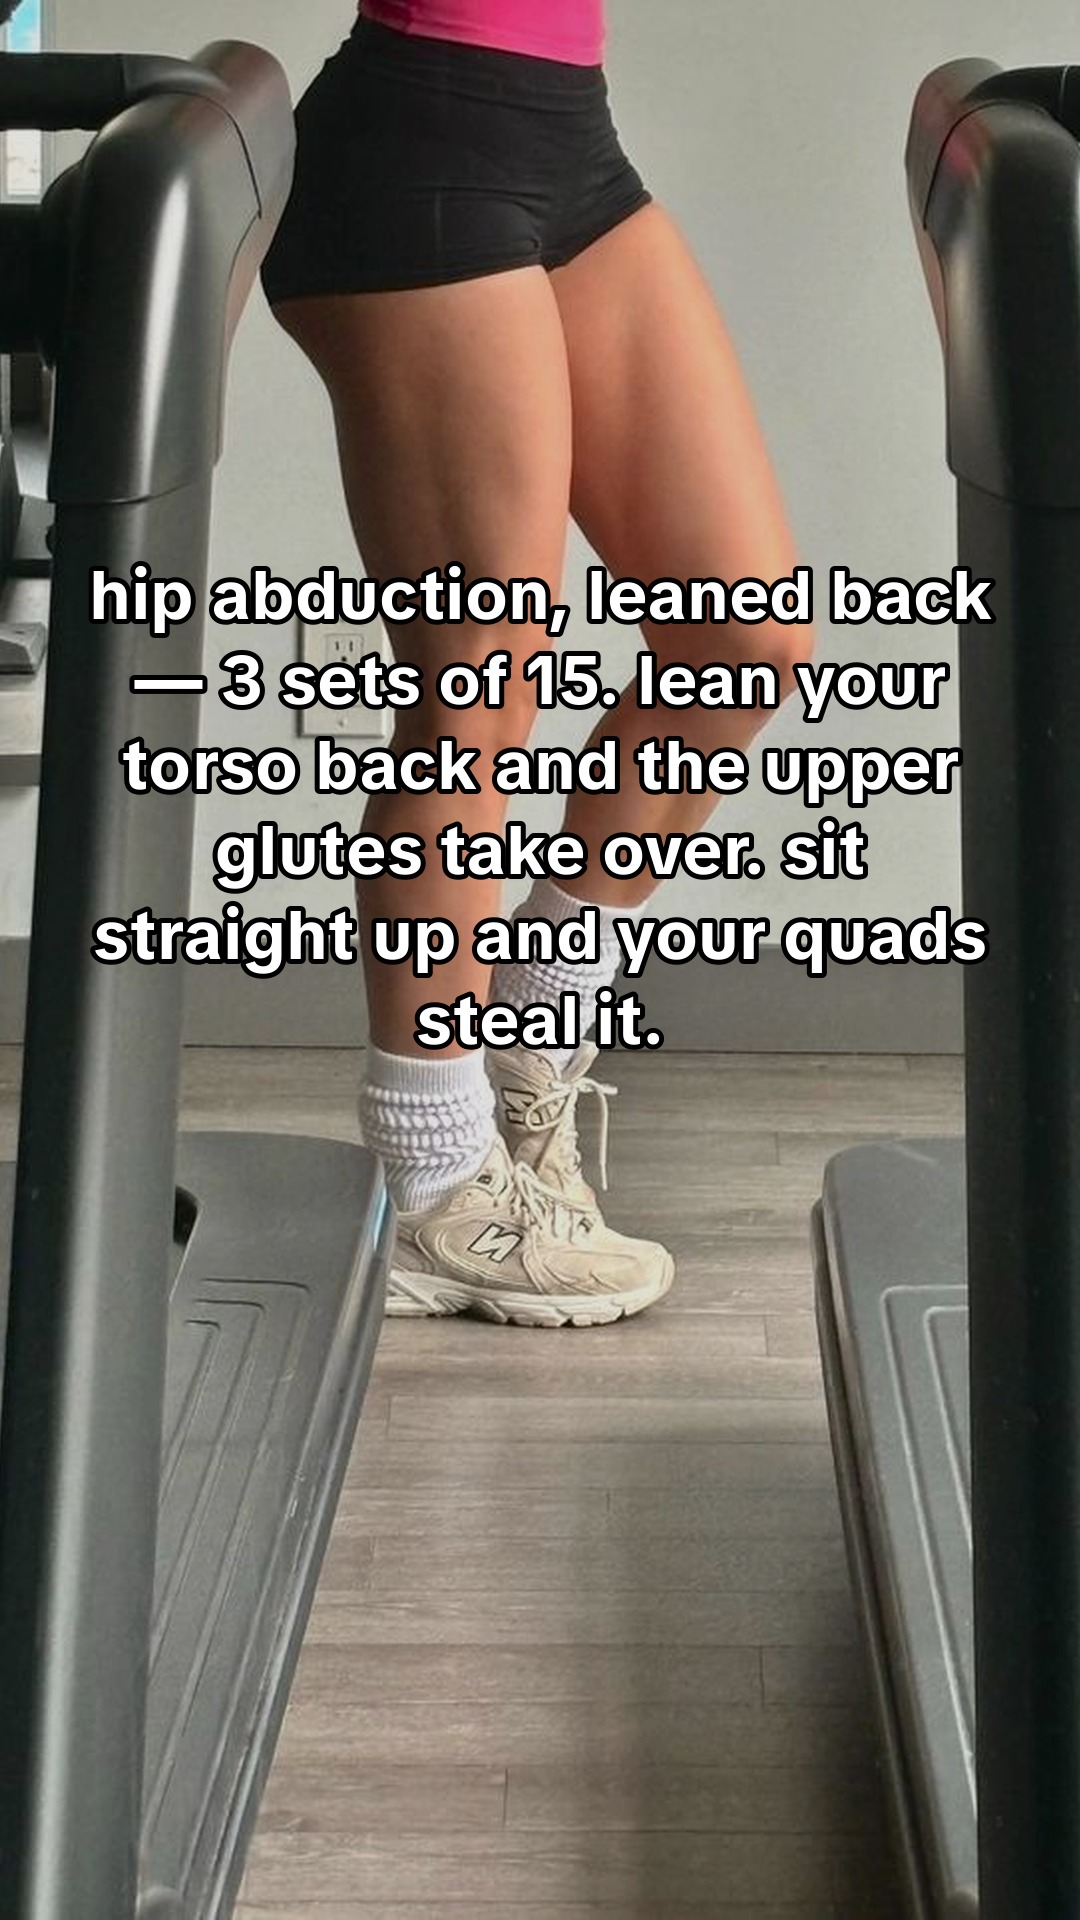 hip abduction, leaned back
— 3 sets of 15. lean your
torso back and the upper
glutes take over. sit
straight up and your quads
steal it.
N
N